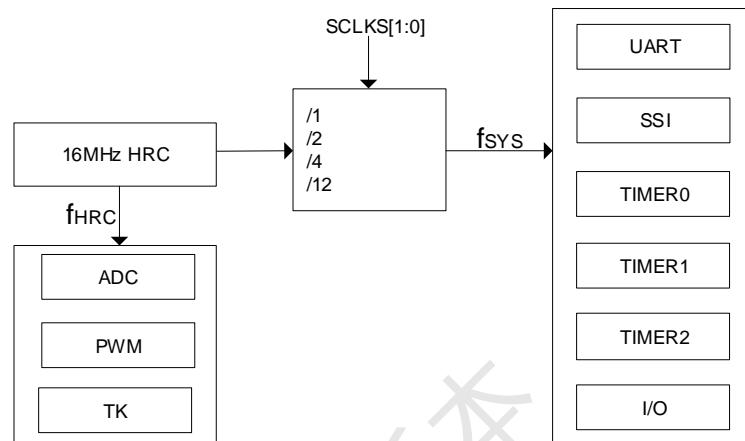 SCLKS[1:0]
16MHz HRC
/1
/2
/4
/12
fSYS
fHRC
ADC
PWM
TK
UART
SSI
TIMER0
TIMER1
TIMER2
I/O
本